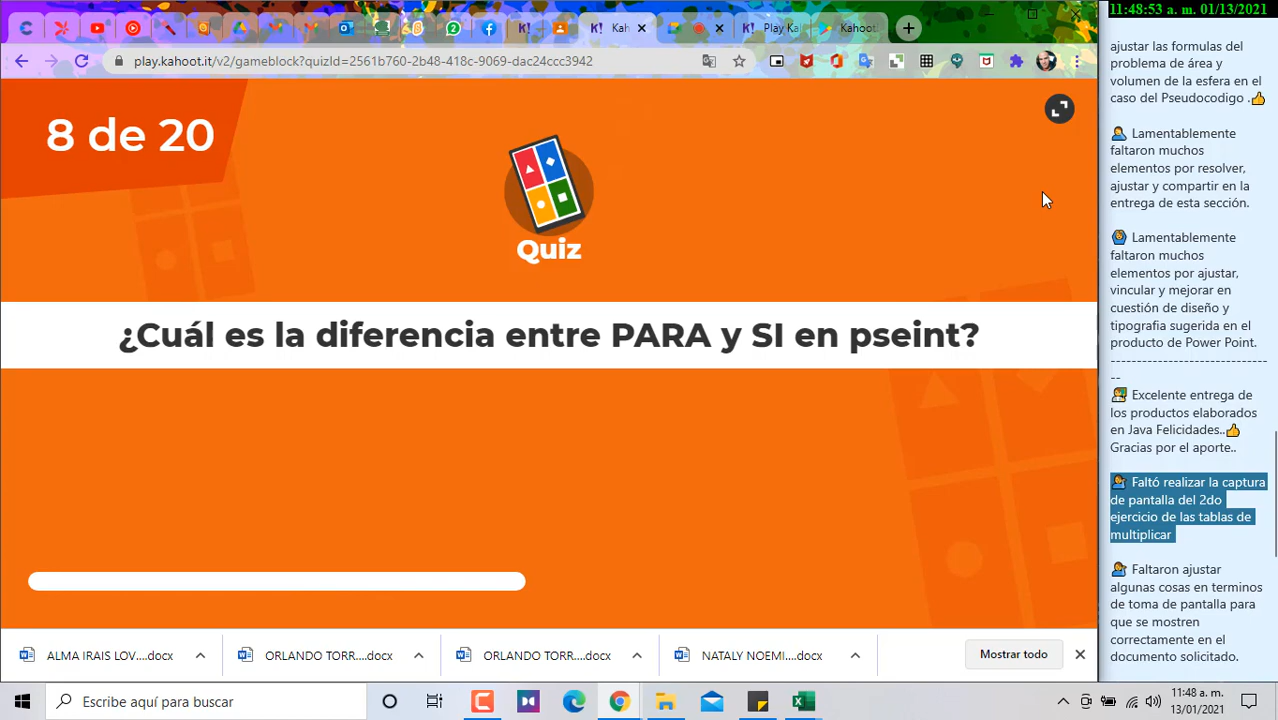 11:48:53 a. m. 01/13/2021
Kah
Play Ka
Kahoot
play.kahoot.it/v2/gameblock?quizId=2561b760-2b48-418c-9069-dac24ccc3942
8 de 20
Quiz
¿Cuál es la diferencia entre PARA y SI en pseint?
ajustar las formulas del
problema de área y
volumen de la esfera en el
caso del Pseudocodigo .👍
Lamentablemente
faltaron muchos
elementos por resolver,
ajustar y compartir en la
entrega de esta sección.
Lamentablemente
faltaron muchos
elementos por ajustar,
vincular y mejorar en
cuestión de diseño y
tipografia sugerida en el
producto de Power Point.
-----------------------------
--
Excelente entrega de
los productos elaborados
en Java Felicidades..👍
Gracias por el aporte..
Faltó realizar la captura
de pantalla del 2do
ejercicio de las tablas de
multiplicar
Faltaron ajustar
algunas cosas en terminos
de toma de pantalla para
que se mostren
correctamente en el
documento solicitado.
ALMA IRAIS LOV....docx
ORLANDO TORR....docx
ORLANDO TORR....docx
NATALY NOEMI....docx
Mostrar todo
Escribe aquí para buscar
11:48 a. m.
13/01/2021